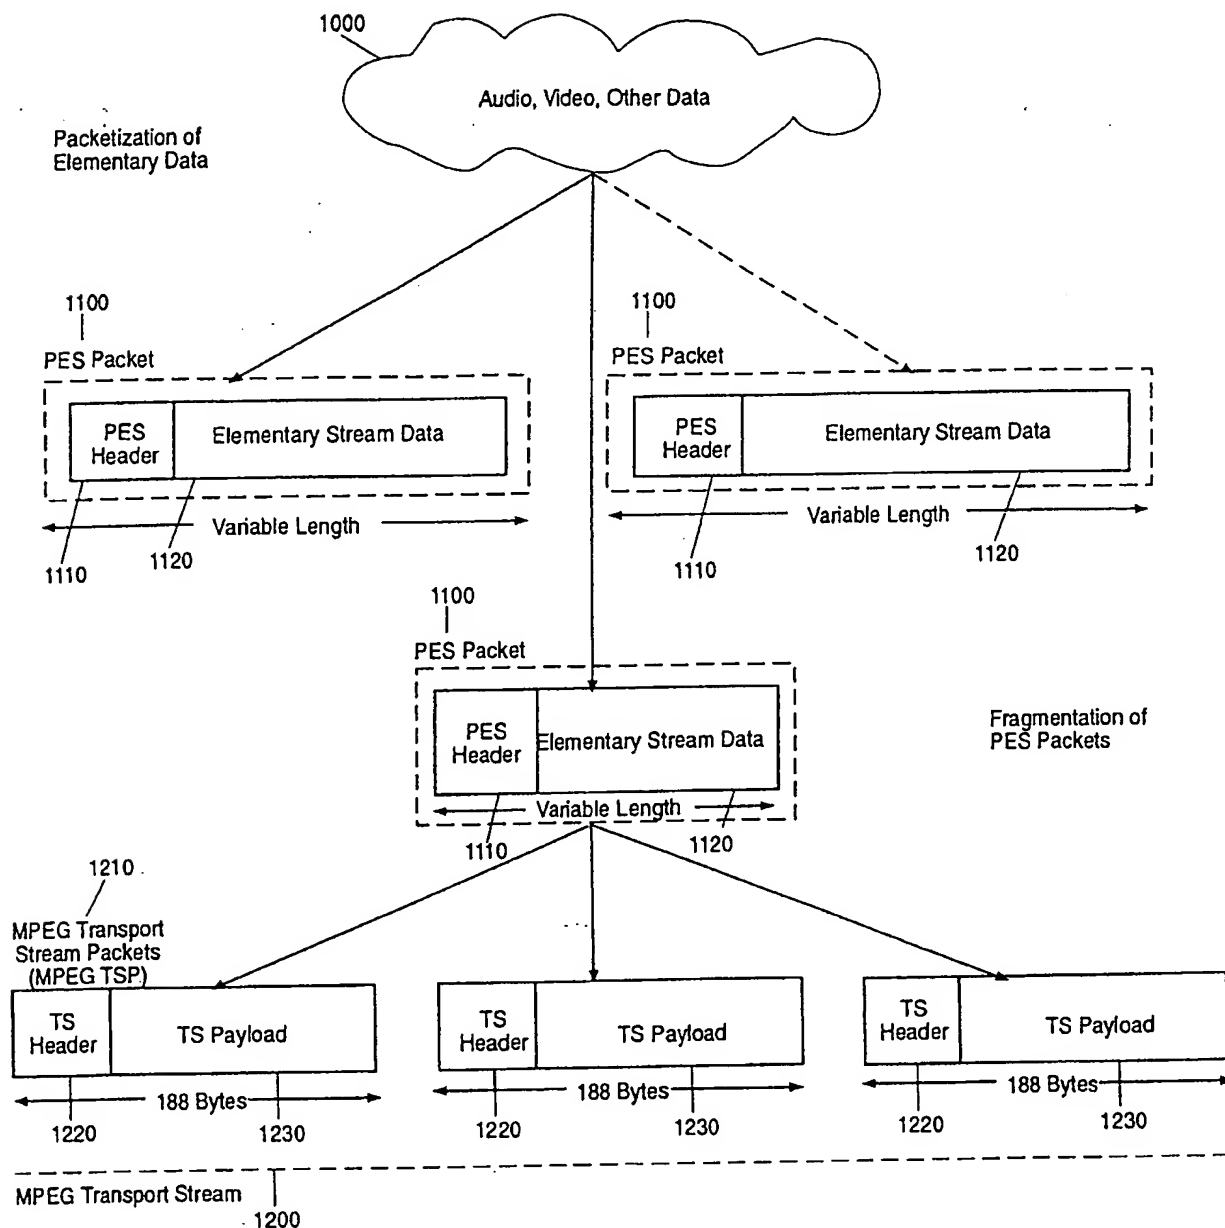 1000
Audio, Video, Other Data
Packetization of
Elementary Data
1100
PES Packet
PES
Header
Elementary Stream Data
Variable Length
1110
1120
1100
PES Packet
PES
Header
Elementary Stream Data
Variable Length
1110
1120
1100
PES Packet
PES
Header
Elementary Stream Data
Variable Length
1110
1120
Fragmentation of
PES Packets
1210
MPEG Transport
Stream Packets
(MPEG TSP)
TS
Header
TS Payload
188 Bytes
1220
1230
TS
Header
TS Payload
188 Bytes
1220
1230
TS
Header
TS Payload
188 Bytes
1220
1230
MPEG Transport Stream
1200